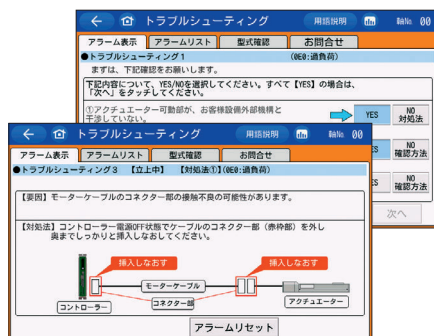 トラブルシューティング
用語説明
軸No. 00
アラーム表示
アラームリスト
型式確認
お問合せ
●トラブルシューティング1
(0E0:過負荷)
まずは、下記確認をお願いします。
下記内容について、YES/NOを選択してください。すべて【YES】の場合は、
「次へ」をタッチしてください。
①アクチュエーター可動部が、お客様設備外部機構と
干渉していない。
YES
NO
対処法
NO
確認方法
NO
確認方法
次へ
トラブルシューティング
用語説明
軸No. 00
アラーム表示
アラームリスト
型式確認
お問合せ
●トラブルシューティング3 【立上中】 【対処法①】(0E0:過負荷)
【要因】モーターケーブルのコネクター部の接触不良の可能性があります。
【対処法】コントローラー電源OFF状態でケーブルのコネクター部（赤枠部）を外し
奥までしっかりと挿入しなおしてください。
挿入しなおす
挿入しなおす
モーターケーブル
コネクター部
コントローラー
アクチュエーター
アラームリセット